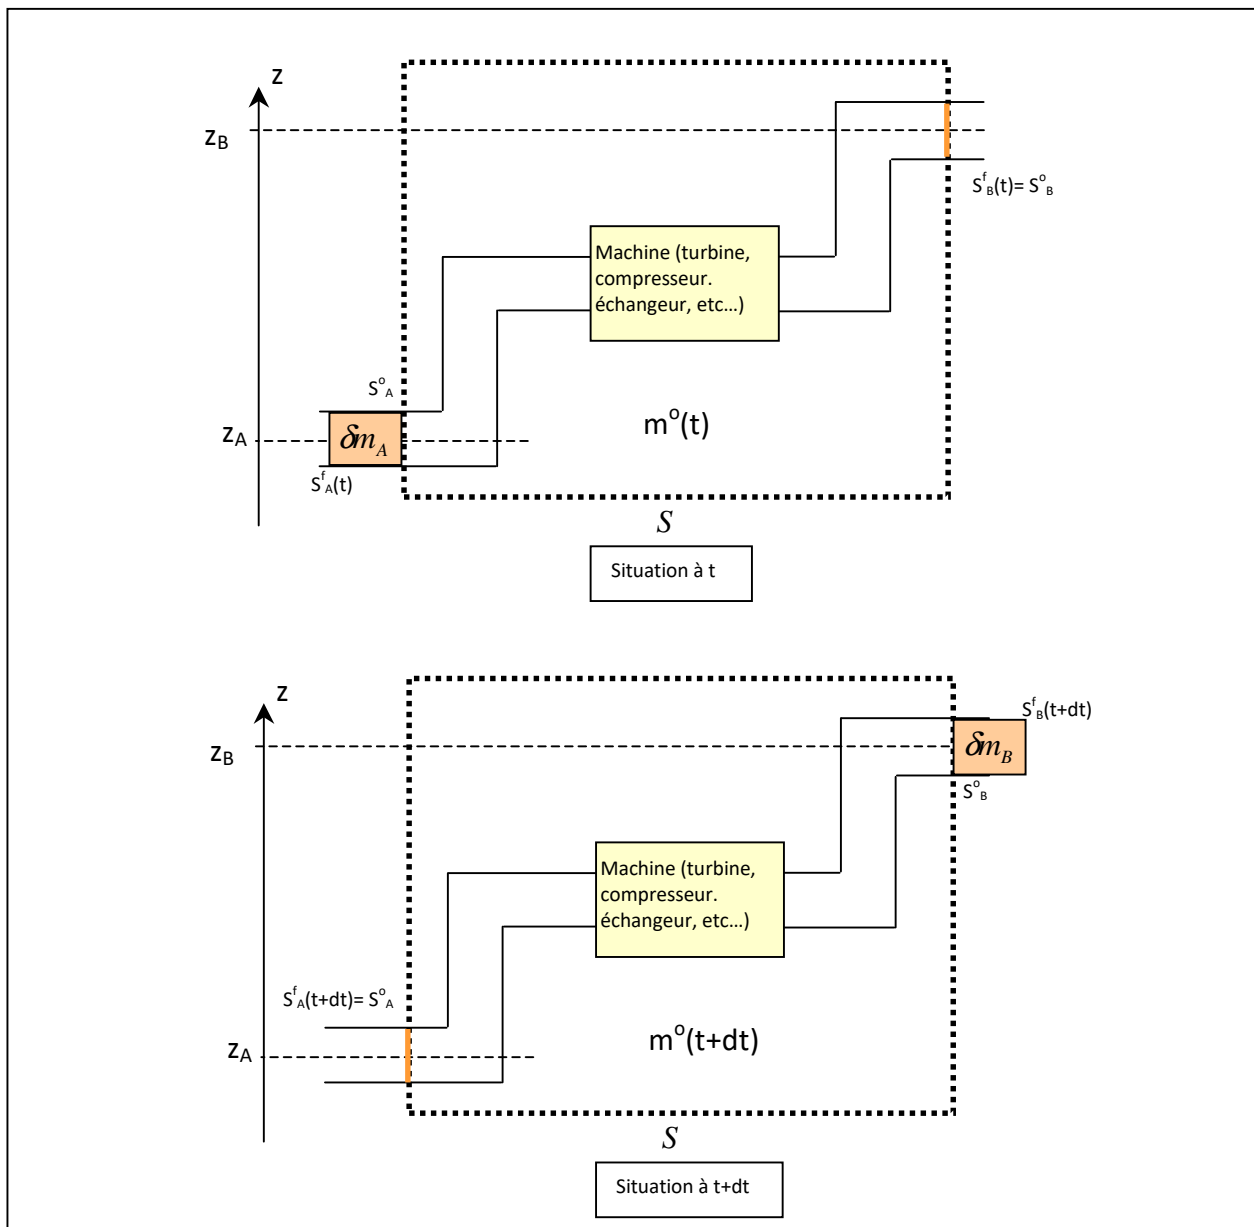 z
z_B
S^f_B(t)= S^o_B
Machine (turbine,
compresseur.
échangeur, etc...)
S^o_A
m^o(t)
z_A
δm_A
S^f_A(t)
S
Situation à t
z
S^f_B(t+dt)
z_B
δm_B
S^o_B
Machine (turbine,
compresseur.
échangeur, etc...)
S^f_A(t+dt)= S^o_A
m^o(t+dt)
z_A
S
Situation à t+dt